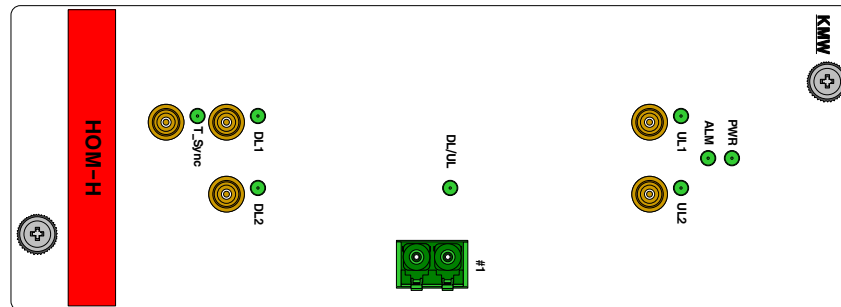 KMW
HOM-H
T_Sync
DL1
DL2
DL/UL
#1
UL1
UL2
ALM
PWR